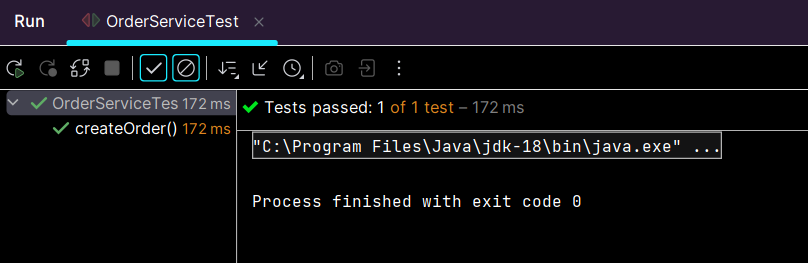 Run OrderServiceTest
Tests passed: 1 of 1 test – 172 ms
OrderServiceTes 172 ms
createOrder() 172 ms
"C:\Program Files\Java\jdk-18\bin\java.exe" ...
Process finished with exit code 0